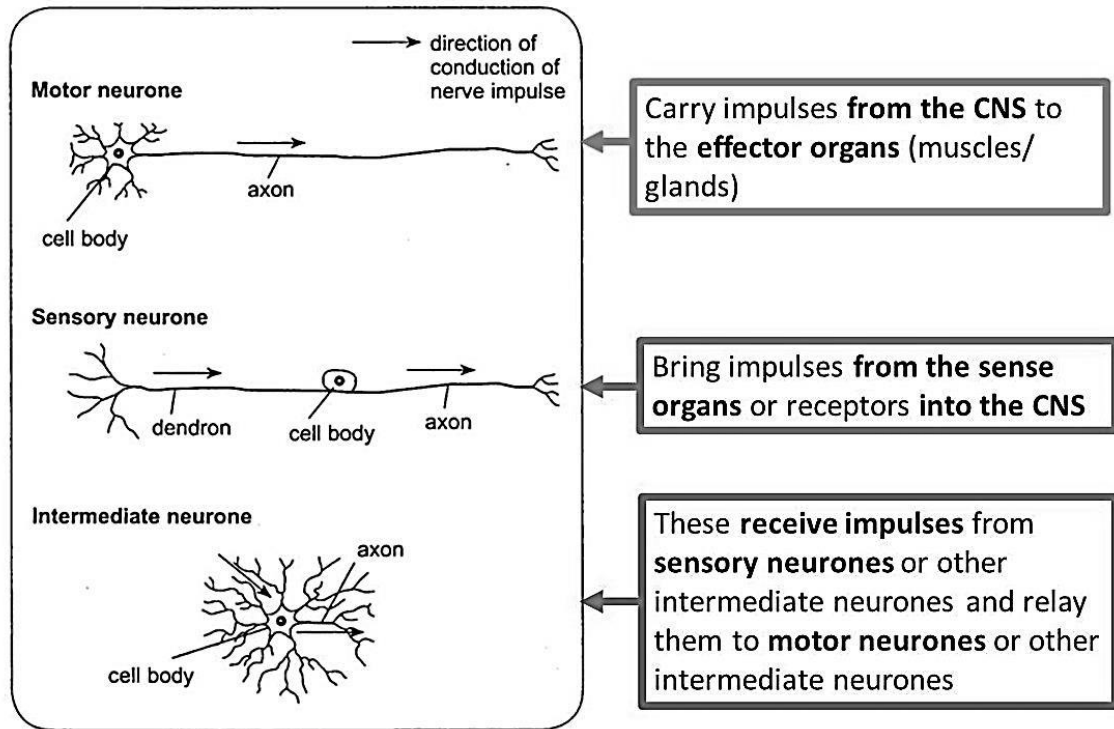 direction of
conduction of
nerve impulse
Motor neurone
axon
cell body
Carry impulses from the CNS to
the effector organs (muscles/
glands)
Sensory neurone
dendron
cell body
axon
Bring impulses from the sense
organs or receptors into the CNS
Intermediate neurone
axon
cell body
These receive impulses from
sensory neurones or other
intermediate neurones and relay
them to motor neurones or other
intermediate neurones